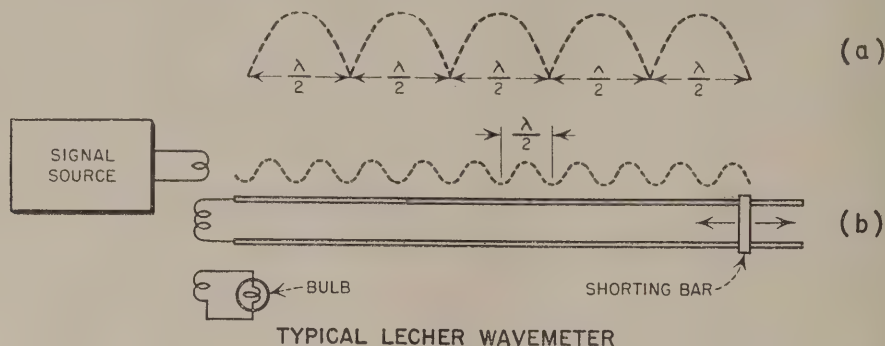 λ/2 λ/2 λ/2 λ/2 λ/2 (a)
λ/2
SIGNAL SOURCE
(b)
BULB
SHORTING BAR
TYPICAL LECHER WAVEMETER